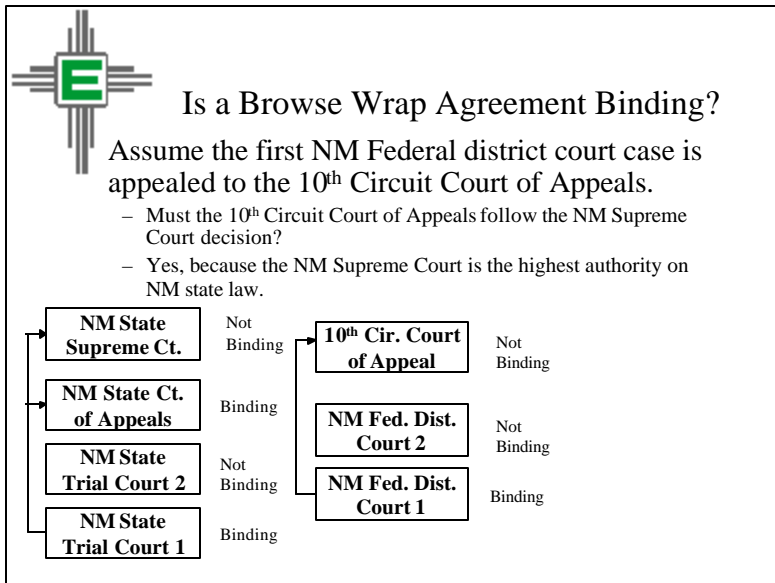 E
Is a Browse Wrap Agreement Binding?
Assume the first NM Federal district court case is
appealed to the 10th Circuit Court of Appeals.
– Must the 10th Circuit Court of Appeals follow the NM Supreme
Court decision?
– Yes, because the NM Supreme Court is the highest authority on
NM state law.
NM State
Supreme Ct.
Not
Binding
NM State Ct.
of Appeals
Binding
NM State
Trial Court 2
Not
Binding
NM State
Trial Court 1
Binding
10th Cir. Court
of Appeal
Not
Binding
NM Fed. Dist.
Court 2
Not
Binding
NM Fed. Dist.
Court 1
Binding